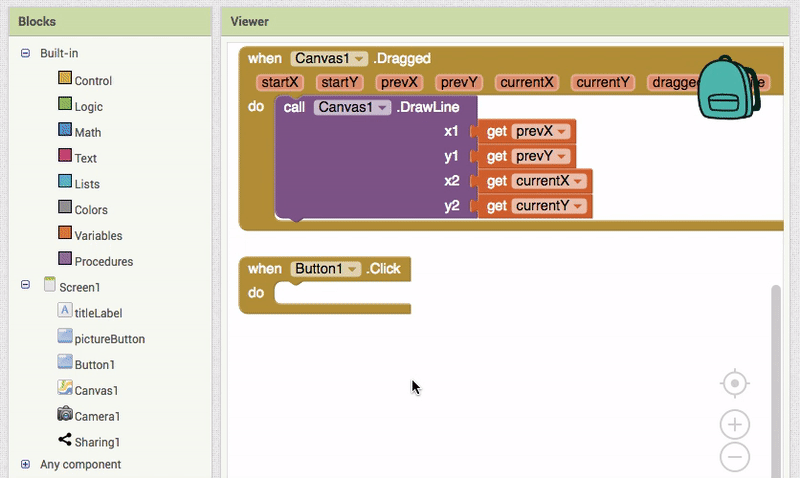 Blocks
Viewer
Built-in
Control
Logic
Math
Text
Lists
Colors
Variables
Procedures
Screen1
A titleLabel
pictureButton
Button1
Canvas1
Camera1
Sharing1
Any component
when Canvas1 .Dragged
startX startY prevX prevY currentX currentY
do call Canvas1 .DrawLine
x1 get prevX
y1 get prevY
x2 get currentX
y2 get currentY
when Button1 .Click
do